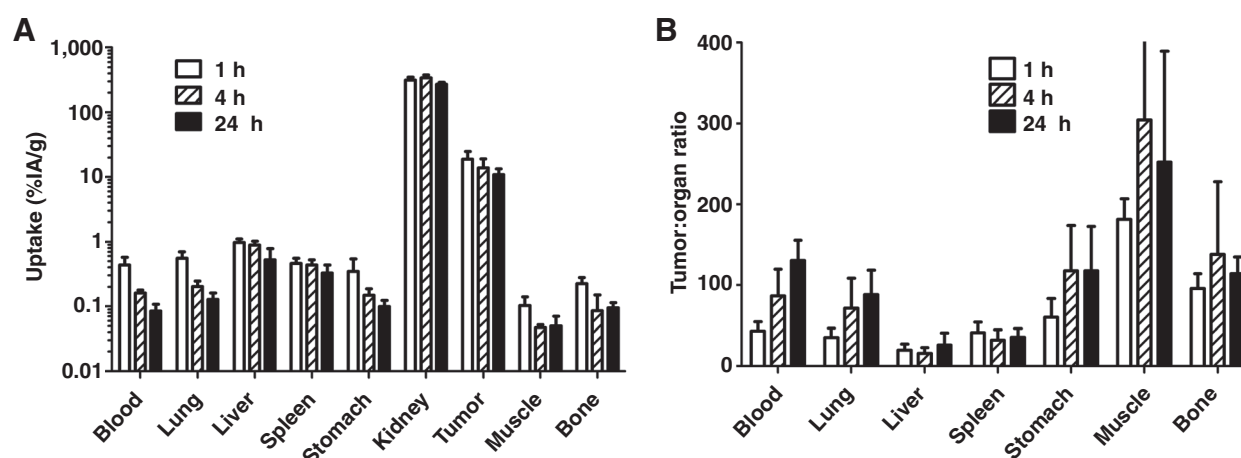 A
Uptake (%IA/g)
1,000
100
10
1
0.1
0.01
1 h
4 h
24 h
Blood
Lung
Liver
Spleen
Stomach
Kidney
Tumor
Muscle
Bone
B
Tumor:organ ratio
400
300
200
100
0
1 h
4 h
24 h
Blood
Lung
Liver
Spleen
Stomach
Muscle
Bone